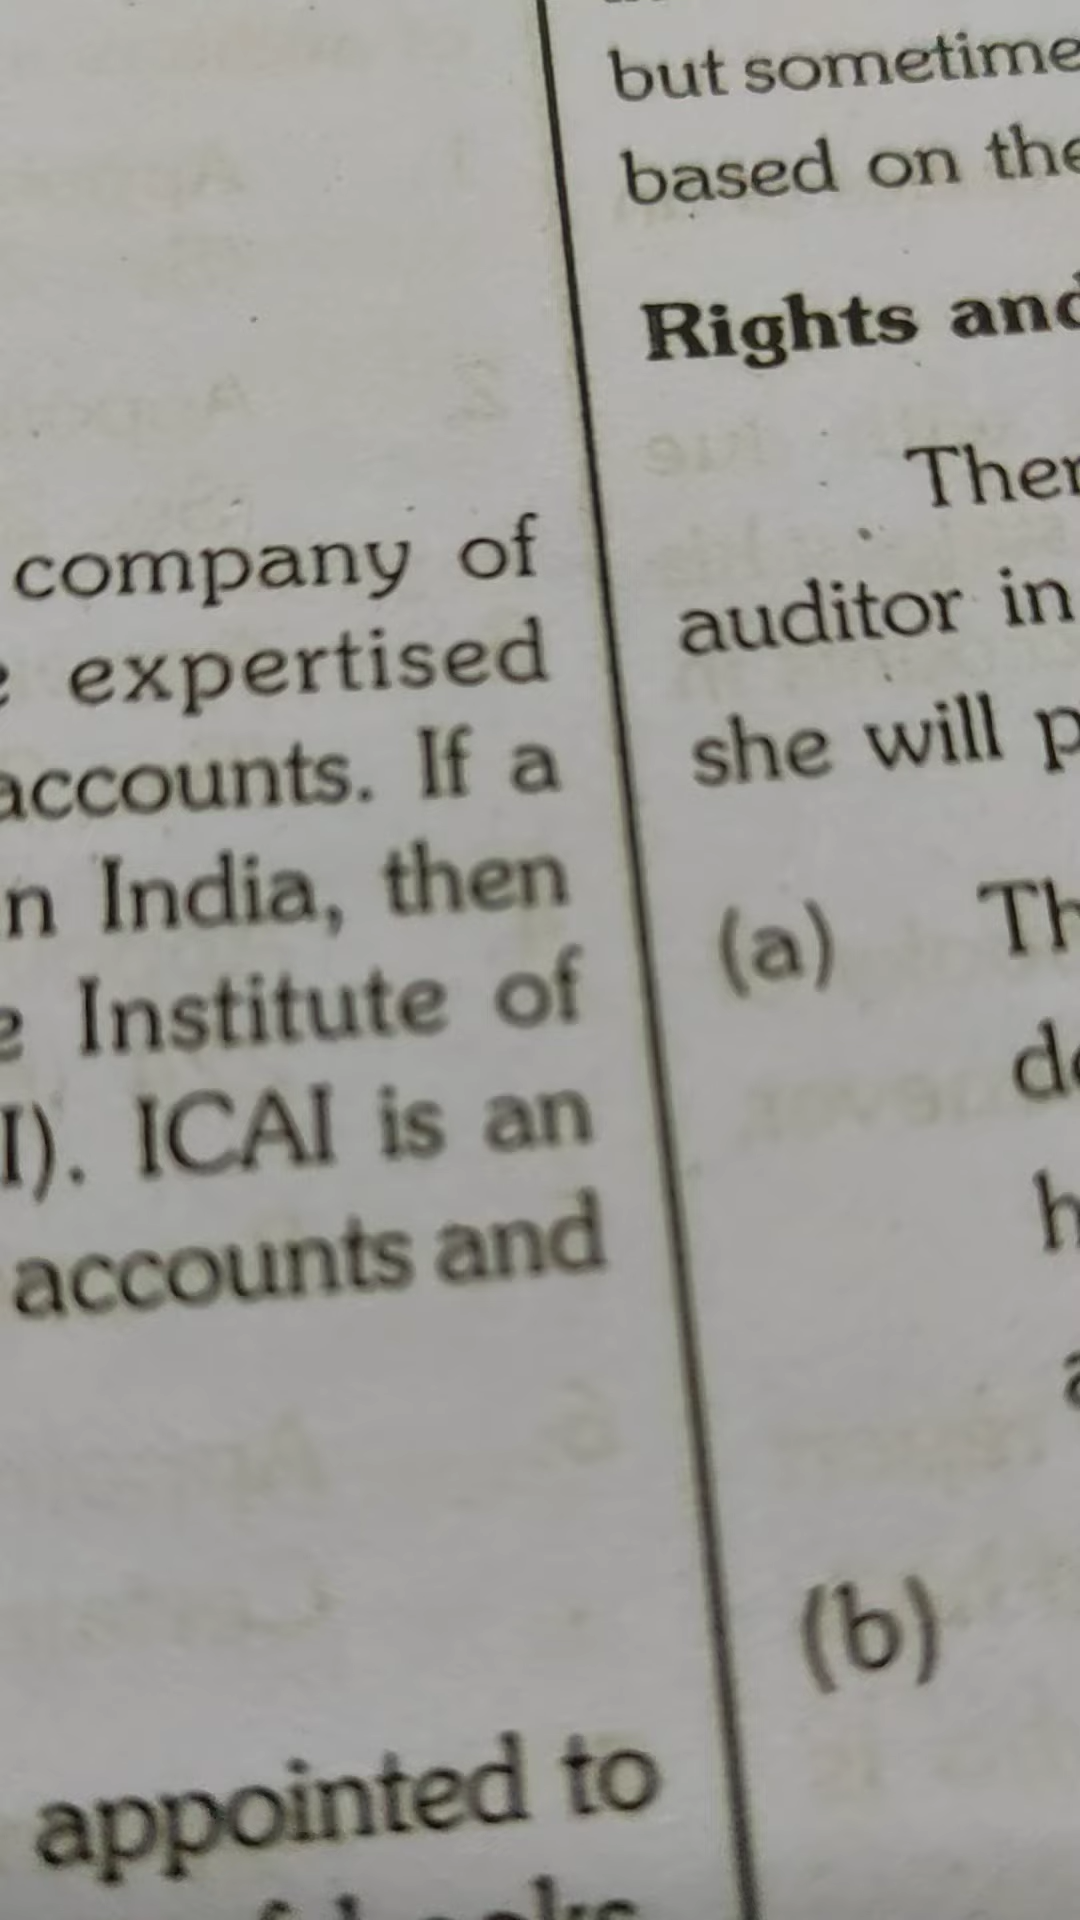 company of
expertised
accounts. If a
n India, then
e Institute of
I). ICAI is an
accounts and
appointed to
but sometime
based on the
Rights and
Ther
auditor in
she will p
(a) Th
de
h
a
(b)